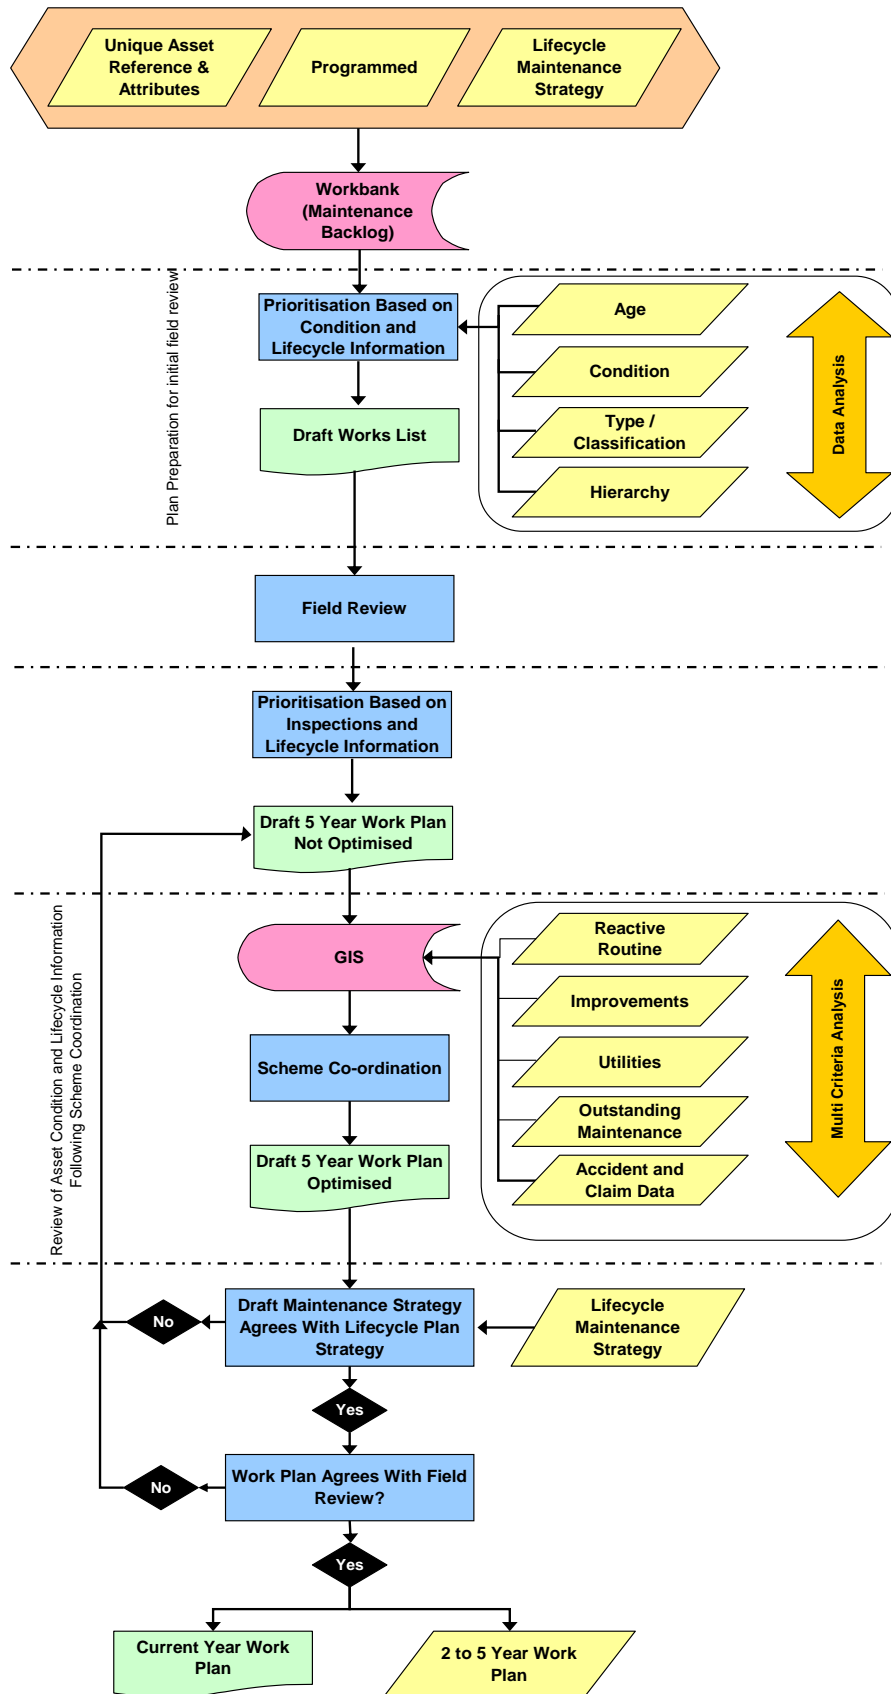 Unique Asset
Reference &
Attributes
Programmed
Lifecycle
Maintenance
Strategy
Workbank
(Maintenance
Backlog)
Plan Preparation for initial field review
Prioritisation Based on
Condition and
Lifecycle Information
Age
Condition
Type /
Classification
Hierarchy
Data Analysis
Draft Works List
Field Review
Prioritisation Based on
Inspections and
Lifecycle Information
Draft 5 Year Work Plan
Not Optimised
Review of Asset Condition and Lifecycle Information
Following Scheme Coordination
GIS
Reactive
Routine
Improvements
Utilities
Outstanding
Maintenance
Accident and
Claim Data
Multi Criteria Analysis
Scheme Co-ordination
Draft 5 Year Work Plan
Optimised
No
Draft Maintenance Strategy
Agrees With Lifecycle Plan
Strategy
Lifecycle
Maintenance
Strategy
Yes
No
Work Plan Agrees With Field
Review?
Yes
Current Year Work
Plan
2 to 5 Year Work
Plan